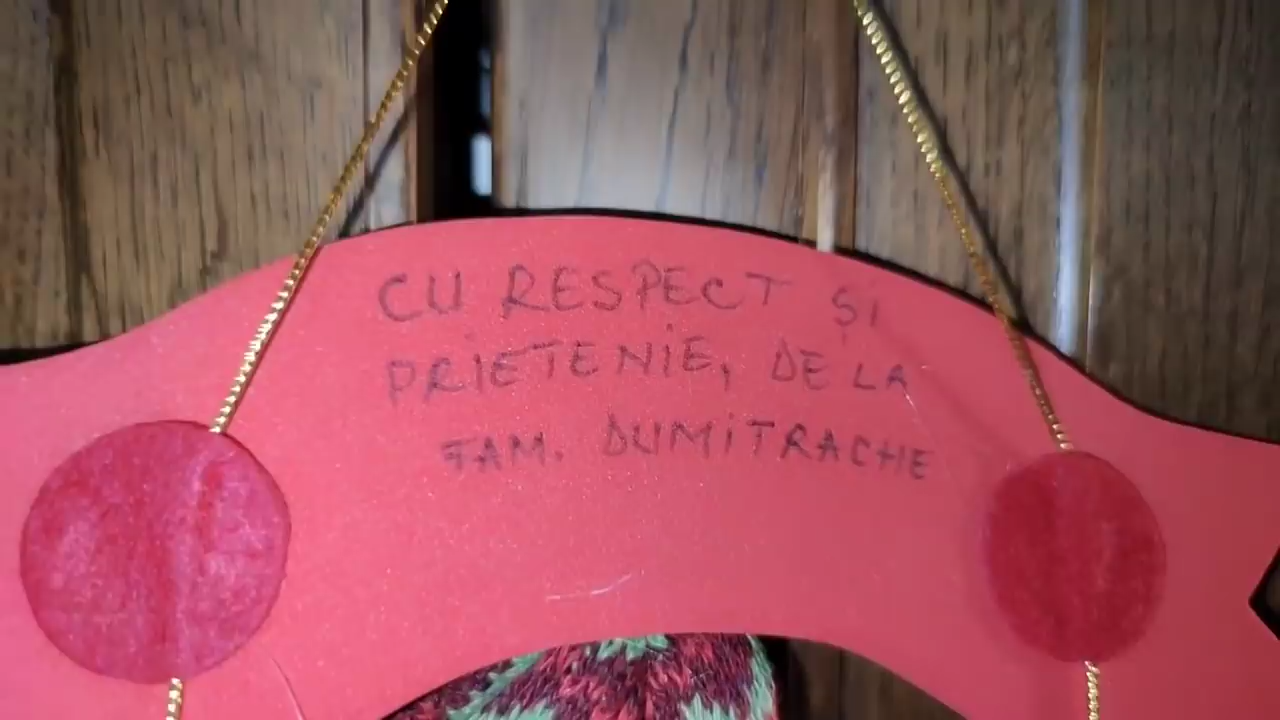 CU RESPECT ȘI
PRIETENIE, DE LA
FAM. DUMITRACHE